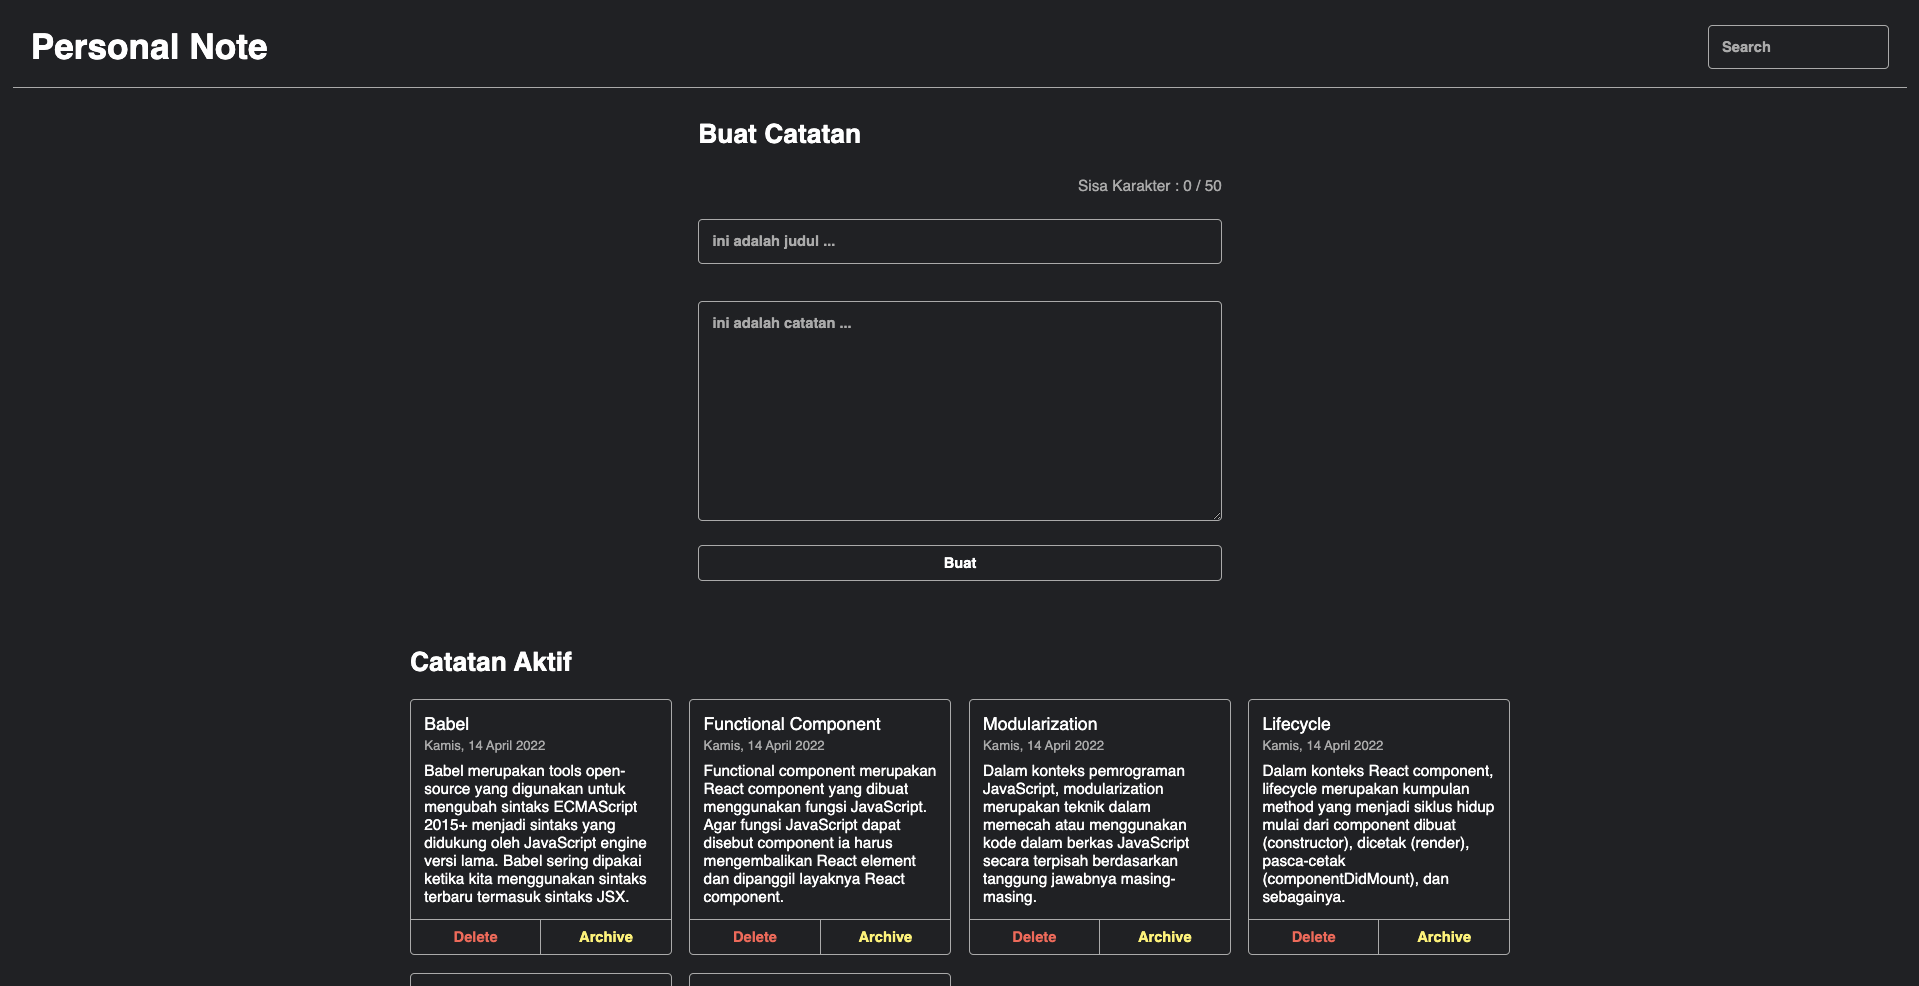 Personal Note
Search
Buat Catatan
Sisa Karakter : 0 / 50
ini adalah judul ...
ini adalah catatan ...
Buat
Catatan Aktif
Babel
Kamis, 14 April 2022
Babel merupakan tools open-
source yang digunakan untuk
mengubah sintaks ECMAScript
2015+ menjadi sintaks yang
didukung oleh JavaScript engine
versi lama. Babel sering dipakai
ketika kita menggunakan sintaks
terbaru termasuk sintaks JSX.
Delete
Archive
Functional Component
Kamis, 14 April 2022
Functional component merupakan
React component yang dibuat
menggunakan fungsi JavaScript.
Agar fungsi JavaScript dapat
disebut component ia harus
mengembalikan React element
dan dipanggil layaknya React
component.
Delete
Archive
Modularization
Kamis, 14 April 2022
Dalam konteks pemrograman
JavaScript, modularization
merupakan teknik dalam
memecah atau menggunakan
kode dalam berkas JavaScript
secara terpisah berdasarkan
tanggung jawabnya masing-
masing.
Delete
Archive
Lifecycle
Kamis, 14 April 2022
Dalam konteks React component,
lifecycle merupakan kumpulan
method yang menjadi siklus hidup
mulai dari component dibuat
(constructor), dicetak (render),
pasca-cetak
(componentDidMount), dan
sebagainya.
Delete
Archive